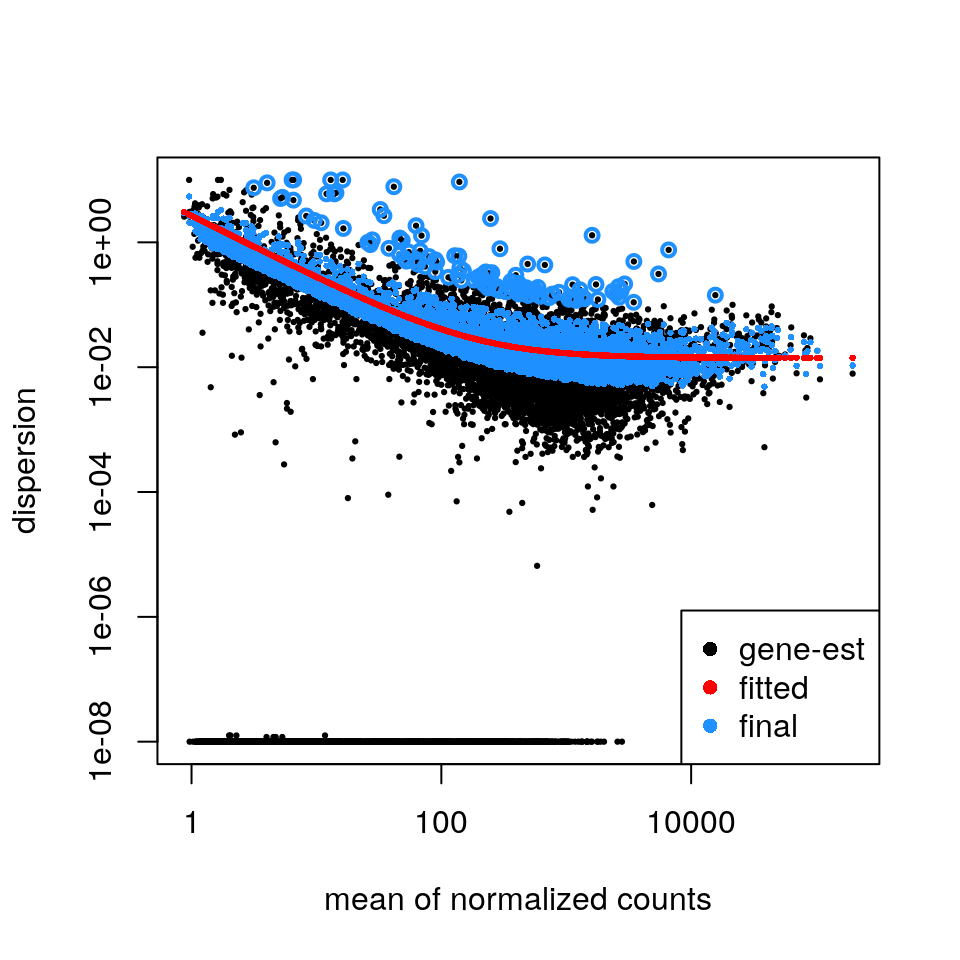 dispersion
1e+00
1e-02
1e-04
1e-06
1e-08
gene-est
fitted
final
1
100
10000
mean of normalized counts